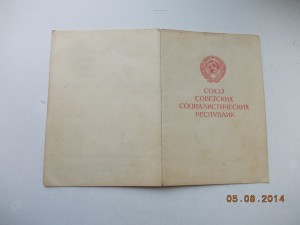 СОЮЗ
СОВЕТСКИХ
СОЦИАЛИСТИЧЕСКИХ
РЕСПУБЛИК
05.08.2014